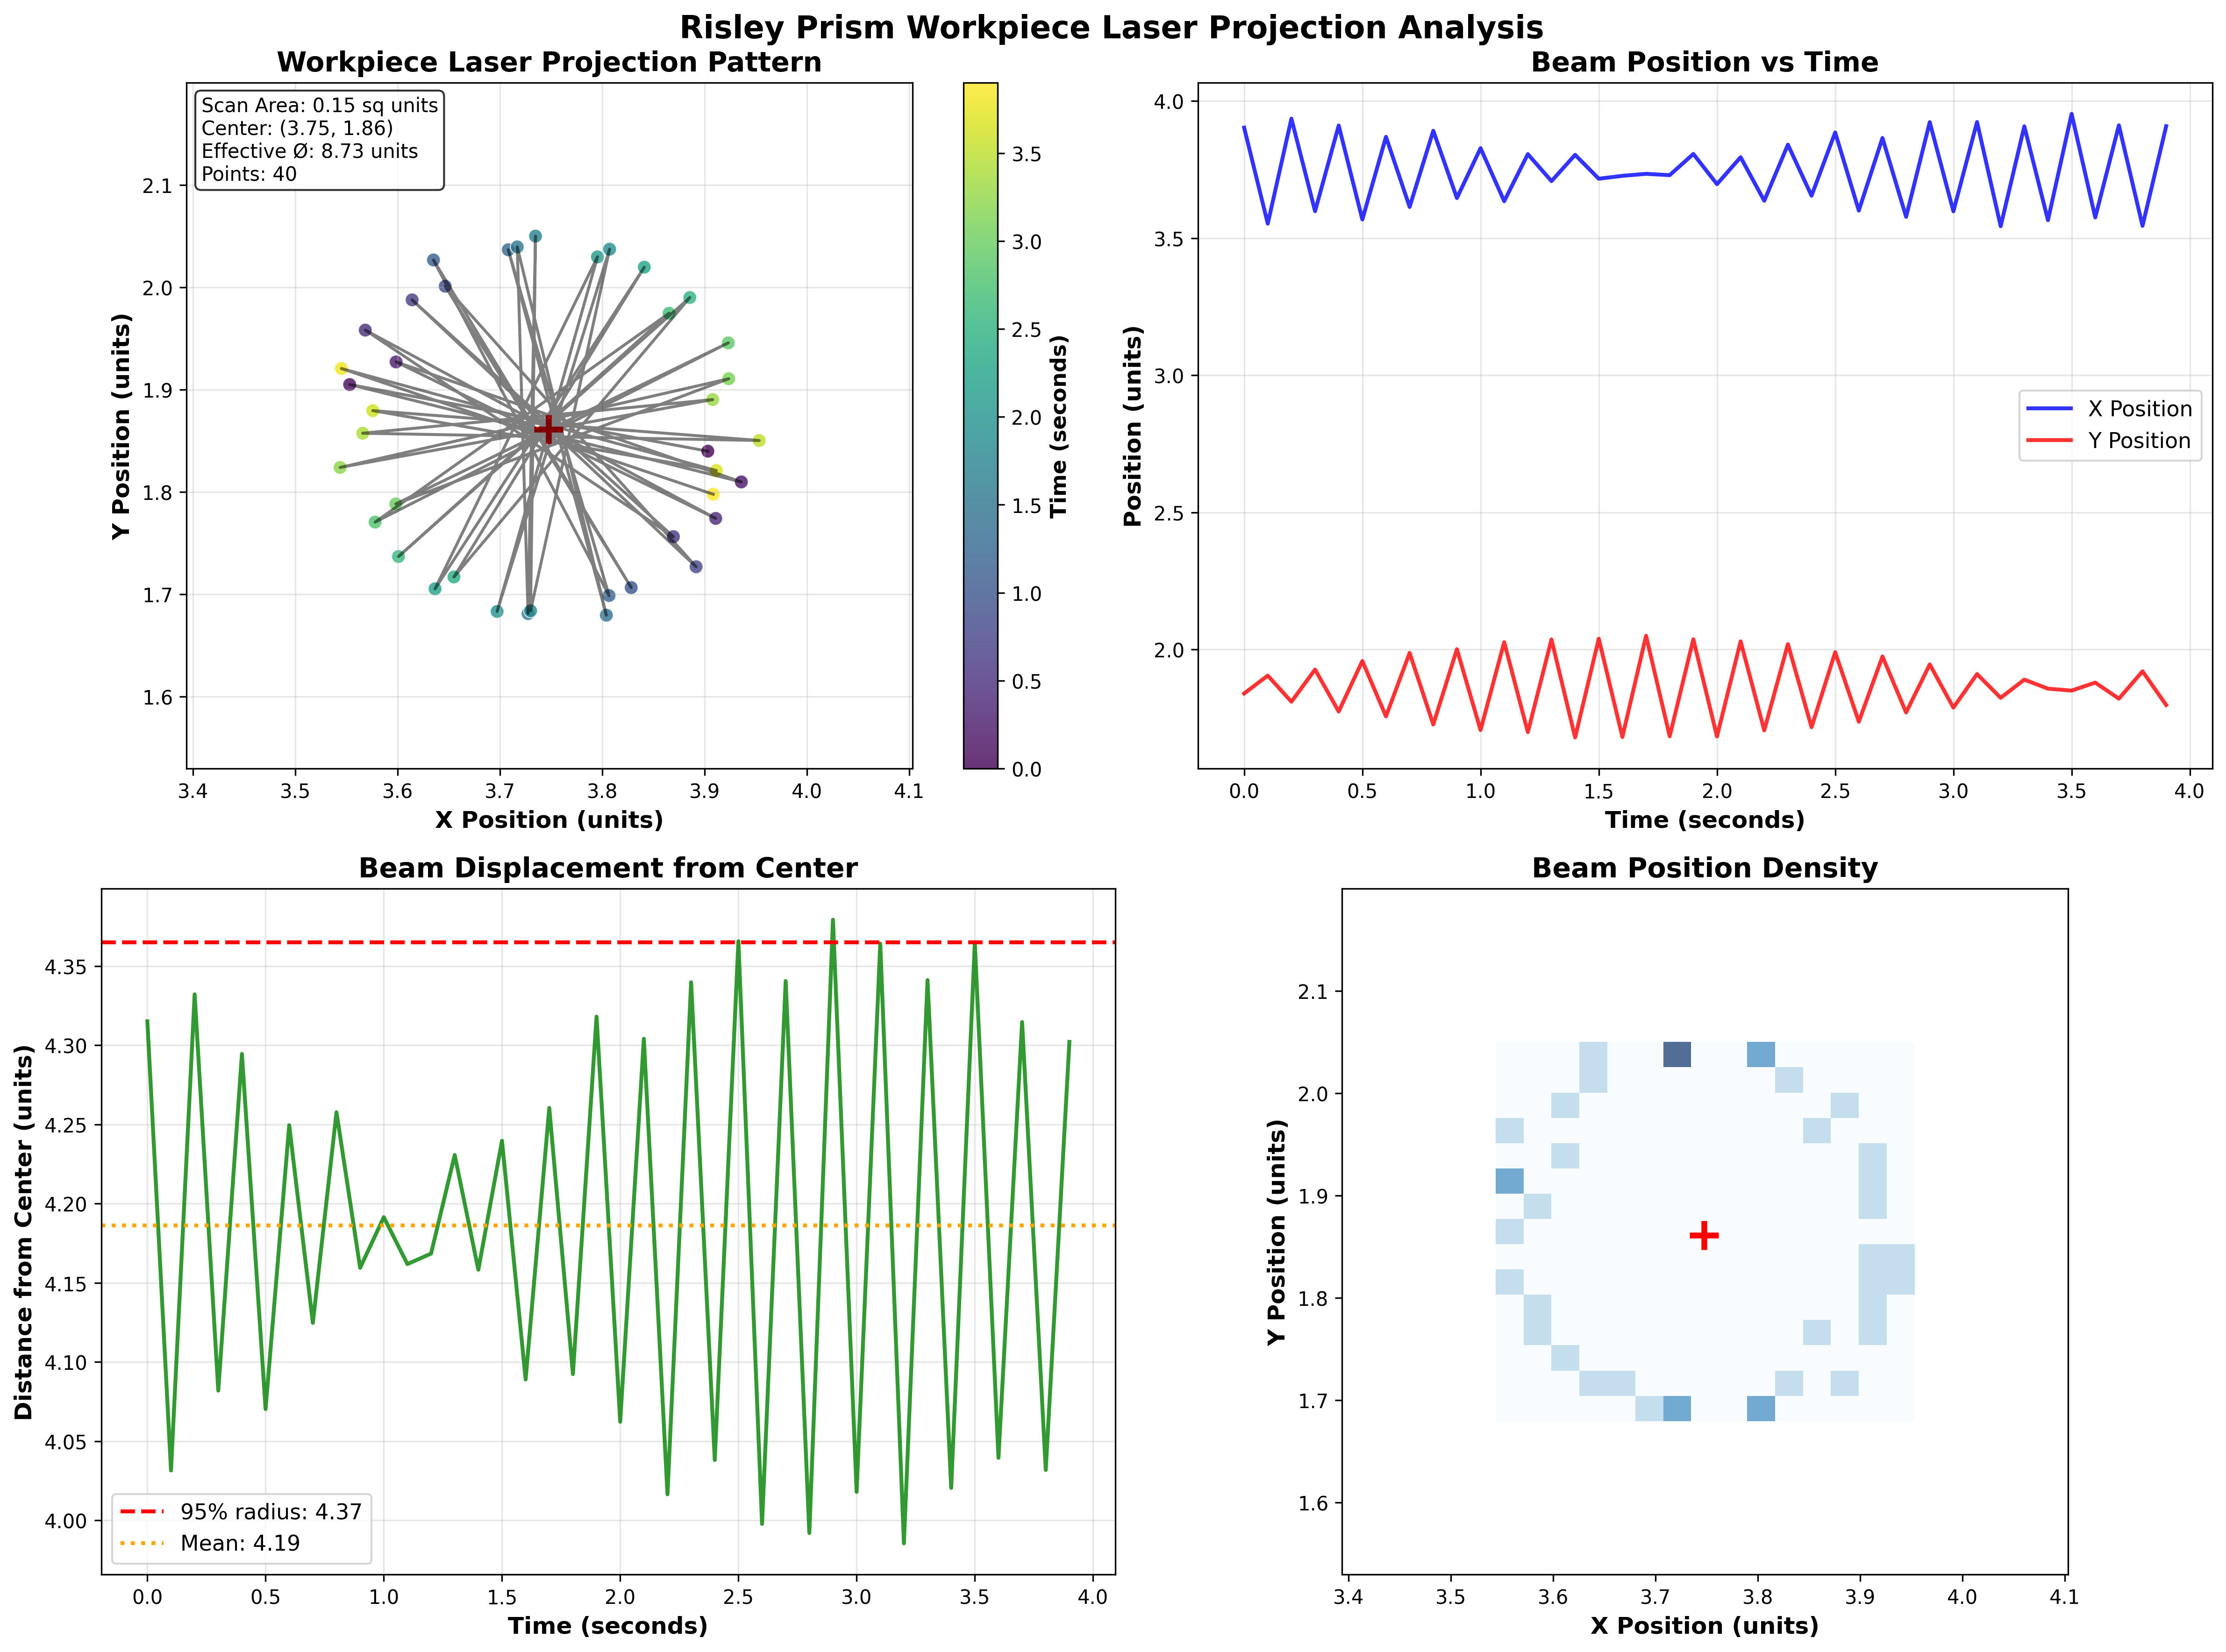 Risley Prism Workpiece Laser Projection Analysis
Workpiece Laser Projection Pattern
Scan Area: 0.15 sq units
Center: (3.75, 1.86)
Effective Ø: 8.73 units
Points: 40
Y Position (units)
2.1
2.0
1.9
1.8
1.7
1.6
3.4 3.5 3.6 3.7 3.8 3.9 4.0 4.1
X Position (units)
3.5
3.0
2.5
2.0
1.5
1.0
0.5
0.0
Time (seconds)
Beam Position vs Time
Position (units)
4.0
3.5
3.0
2.5
2.0
X Position
Y Position
0.0 0.5 1.0 1.5 2.0 2.5 3.0 3.5 4.0
Time (seconds)
Beam Displacement from Center
Distance from Center (units)
4.35
4.30
4.25
4.20
4.15
4.10
4.05
4.00
95% radius: 4.37
Mean: 4.19
0.0 0.5 1.0 1.5 2.0 2.5 3.0 3.5 4.0
Time (seconds)
Beam Position Density
Y Position (units)
2.1
2.0
1.9
1.8
1.7
1.6
3.4 3.5 3.6 3.7 3.8 3.9 4.0 4.1
X Position (units)